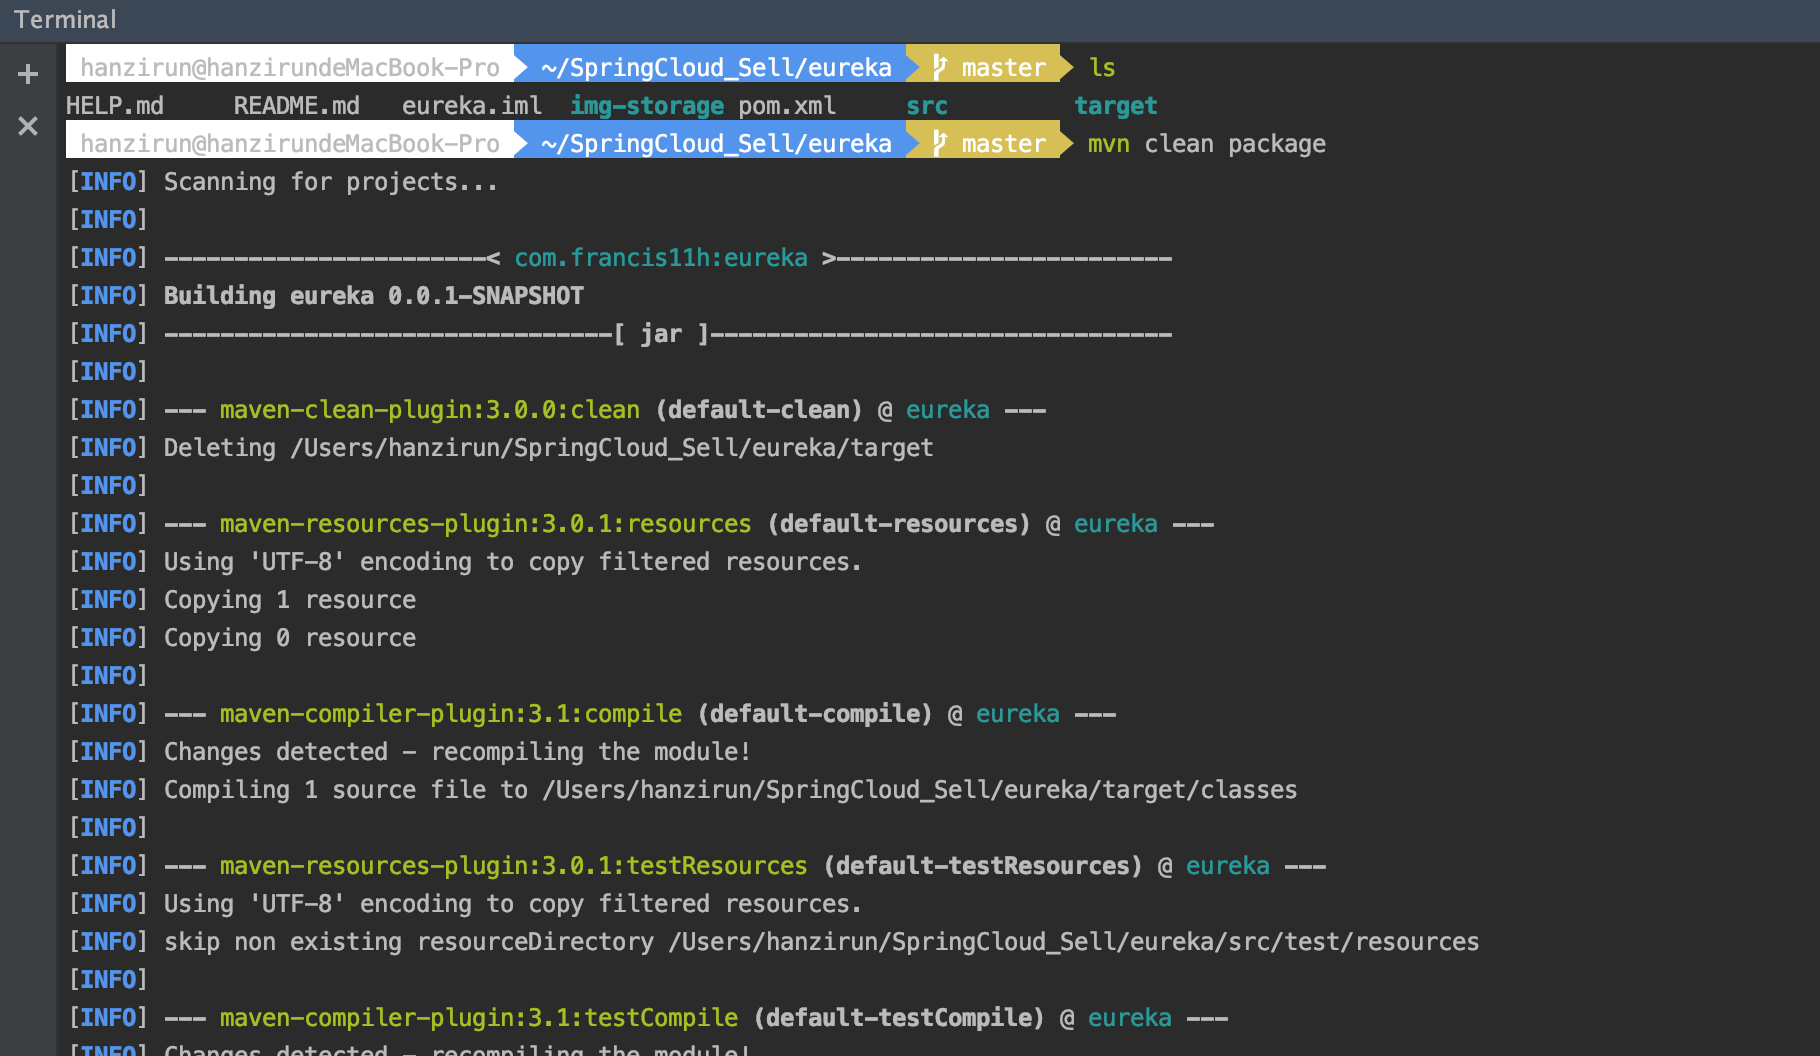 Terminal
hanzirun@hanzirundeMacBook-Pro ~/SpringCloud_Sell/eureka master ls
HELP.md README.md eureka.iml img-storage pom.xml src target
hanzirun@hanzirundeMacBook-Pro ~/SpringCloud_Sell/eureka master mvn clean package
[INFO] Scanning for projects...
[INFO]
[INFO] -----------------------< com.francis11h:eureka >------------------------
[INFO] Building eureka 0.0.1-SNAPSHOT
[INFO] --------------------------------[ jar ]---------------------------------
[INFO]
[INFO] --- maven-clean-plugin:3.0.0:clean (default-clean) @ eureka ---
[INFO] Deleting /Users/hanzirun/SpringCloud_Sell/eureka/target
[INFO]
[INFO] --- maven-resources-plugin:3.0.1:resources (default-resources) @ eureka ---
[INFO] Using 'UTF-8' encoding to copy filtered resources.
[INFO] Copying 1 resource
[INFO] Copying 0 resource
[INFO]
[INFO] --- maven-compiler-plugin:3.1:compile (default-compile) @ eureka ---
[INFO] Changes detected - recompiling the module!
[INFO] Compiling 1 source file to /Users/hanzirun/SpringCloud_Sell/eureka/target/classes
[INFO]
[INFO] --- maven-resources-plugin:3.0.1:testResources (default-testResources) @ eureka ---
[INFO] Using 'UTF-8' encoding to copy filtered resources.
[INFO] skip non existing resourceDirectory /Users/hanzirun/SpringCloud_Sell/eureka/src/test/resources
[INFO]
[INFO] --- maven-compiler-plugin:3.1:testCompile (default-testCompile) @ eureka ---
[INFO] Changes detected - recompiling the module!